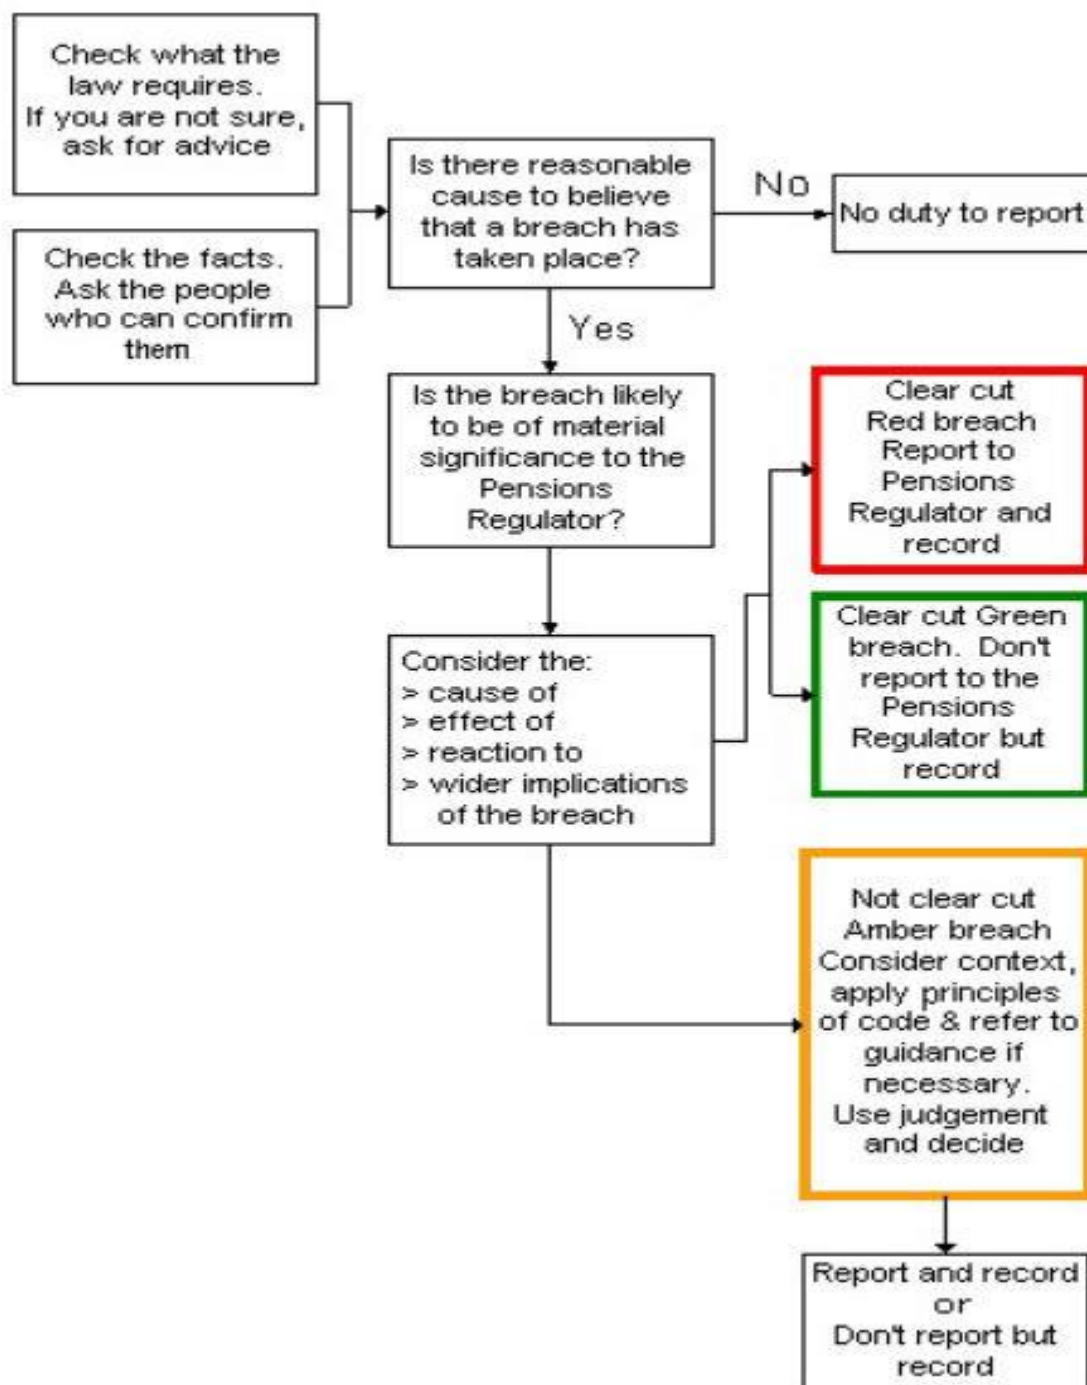 Check what the
law requires.
If you are not sure,
ask for advice
Check the facts.
Ask the people
who can confirm
them
Is there reasonable
cause to believe
that a breach has
taken place?
No
No duty to report
Yes
Is the breach likely
to be of material
significance to the
Pensions
Regulator?
Consider the:
> cause of
> effect of
> reaction to
> wider implications
of the breach
Clear cut
Red breach
Report to
Pensions
Regulator and
record
Clear cut Green
breach. Don't
report to the
Pensions
Regulator but
record
Not clear cut
Amber breach
Consider context,
apply principles
of code & refer to
guidance if
necessary.
Use judgement
and decide
Report and record
or
Don't report but
record